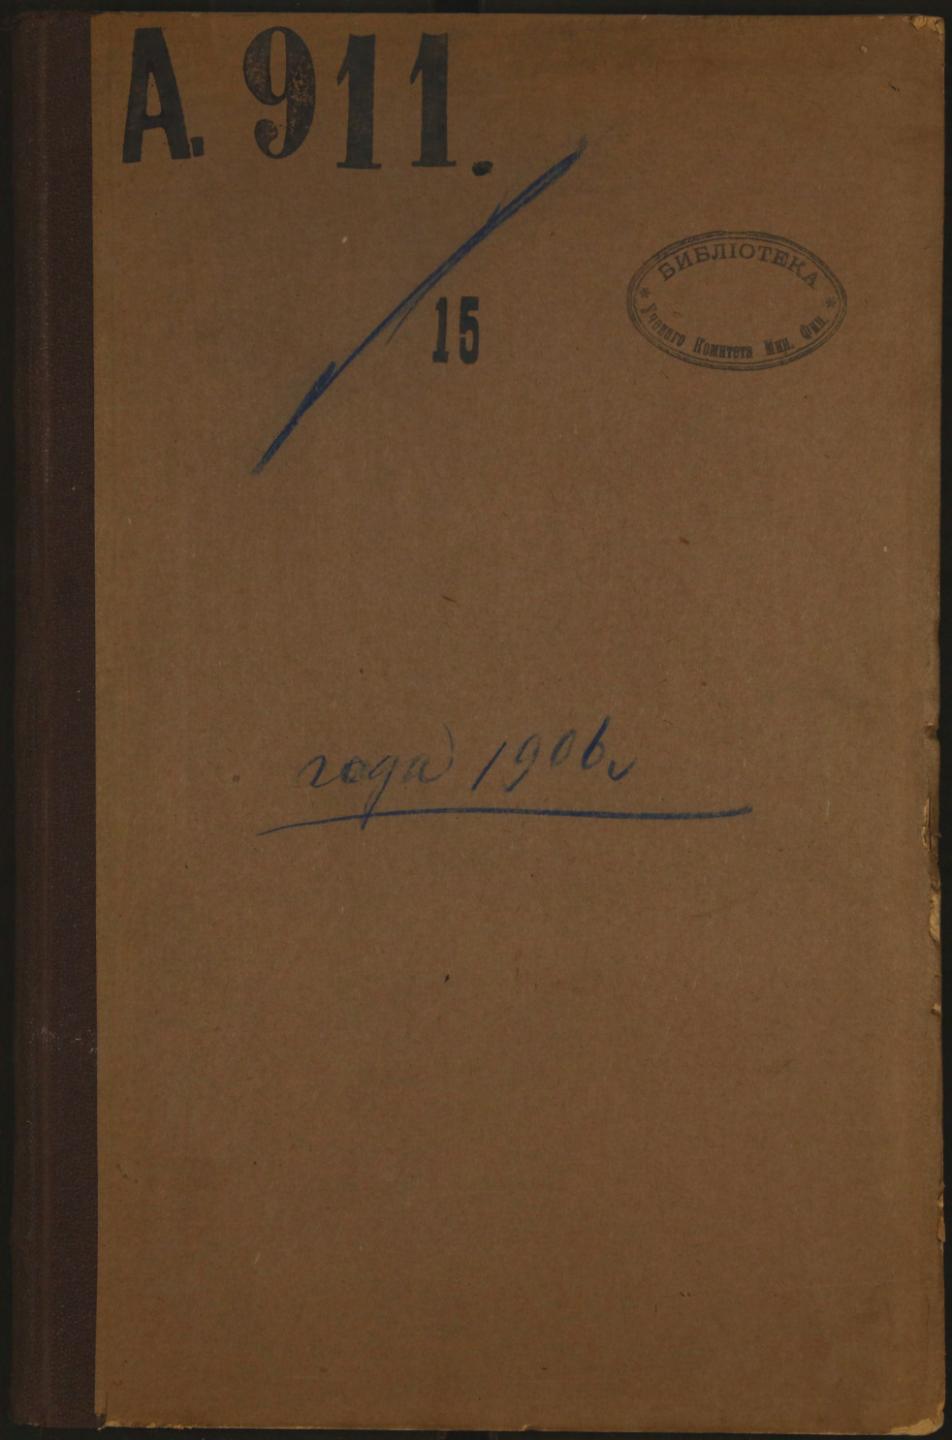 А. 911.
БИБЛІОТЕКА
Ученаго Комитета Мин. Фин.
15
года 1906